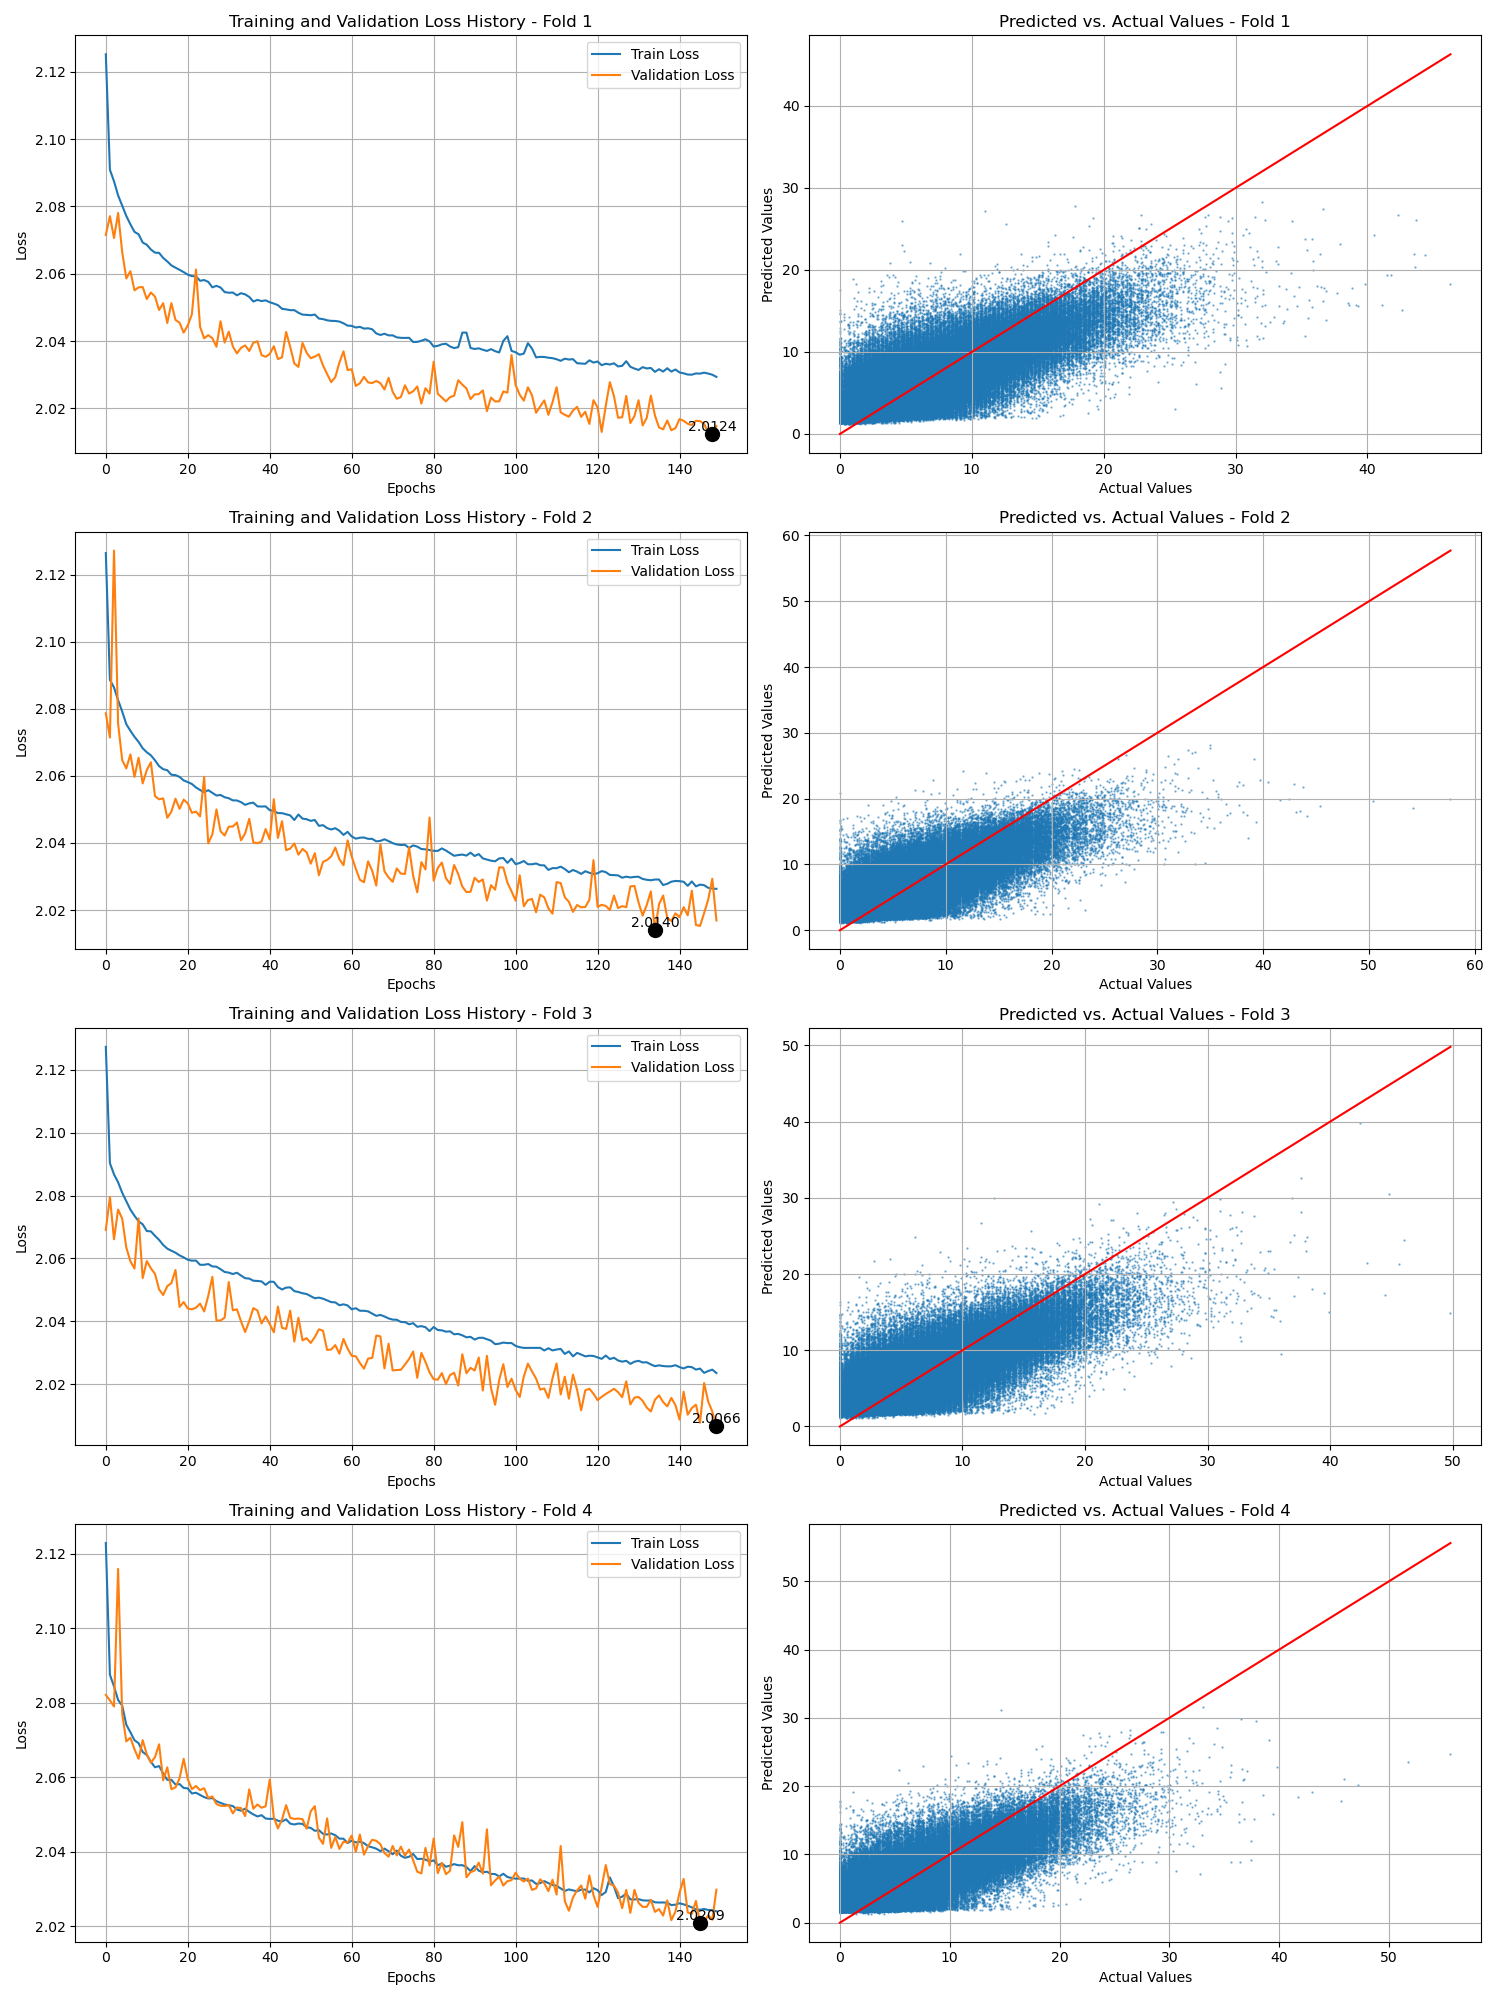 Training and Validation Loss History - Fold 1
Train Loss
Validation Loss
2.12
2.10
2.08
2.06
2.04
2.02
Loss
2.0124
0 20 40 60 80 100 120 140
Epochs
Predicted vs. Actual Values - Fold 1
40
30
20
10
0
Predicted Values
0 10 20 30 40
Actual Values
Training and Validation Loss History - Fold 2
Train Loss
Validation Loss
2.12
2.10
2.08
2.06
2.04
2.02
Loss
2.0140
0 20 40 60 80 100 120 140
Epochs
Predicted vs. Actual Values - Fold 2
60
50
40
30
20
10
0
Predicted Values
0 10 20 30 40 50 60
Actual Values
Training and Validation Loss History - Fold 3
Train Loss
Validation Loss
2.12
2.10
2.08
2.06
2.04
2.02
Loss
2.0066
0 20 40 60 80 100 120 140
Epochs
Predicted vs. Actual Values - Fold 3
50
40
30
20
10
0
Predicted Values
0 10 20 30 40 50
Actual Values
Training and Validation Loss History - Fold 4
Train Loss
Validation Loss
2.12
2.10
2.08
2.06
2.04
2.02
Loss
2.0209
0 20 40 60 80 100 120 140
Epochs
Predicted vs. Actual Values - Fold 4
50
40
30
20
10
0
Predicted Values
0 10 20 30 40 50
Actual Values